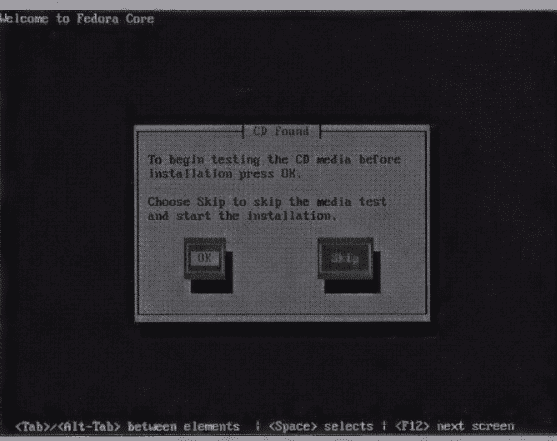 Welcome to Fedora Core
CD Found
To begin testing the CD media before
installation press OK.
Choose Skip to skip the media test
and start the installation.
OK Skip
<Tab>/<Alt-Tab> between elements | <Space> selects | <F12> next screen